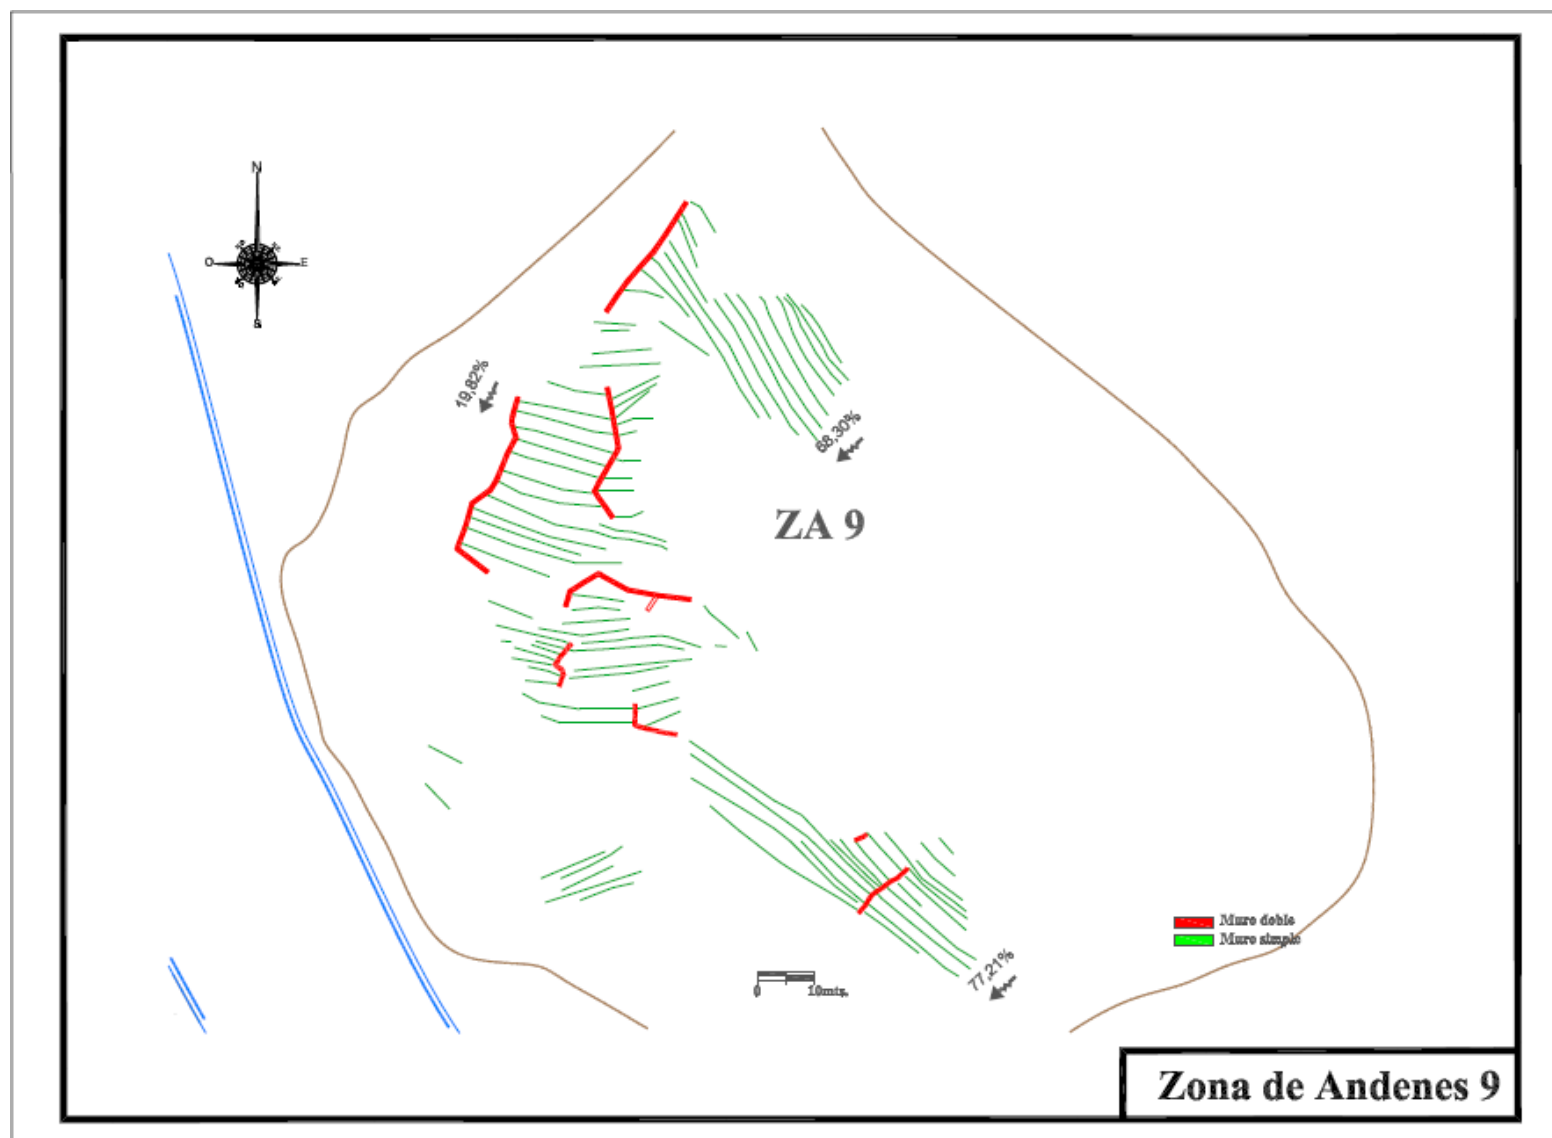 N
O E
S
19,82%
68,30%
ZA 9
Muro doble
Muro simple
77,21%
0 10mts.
Zona de Andenes 9